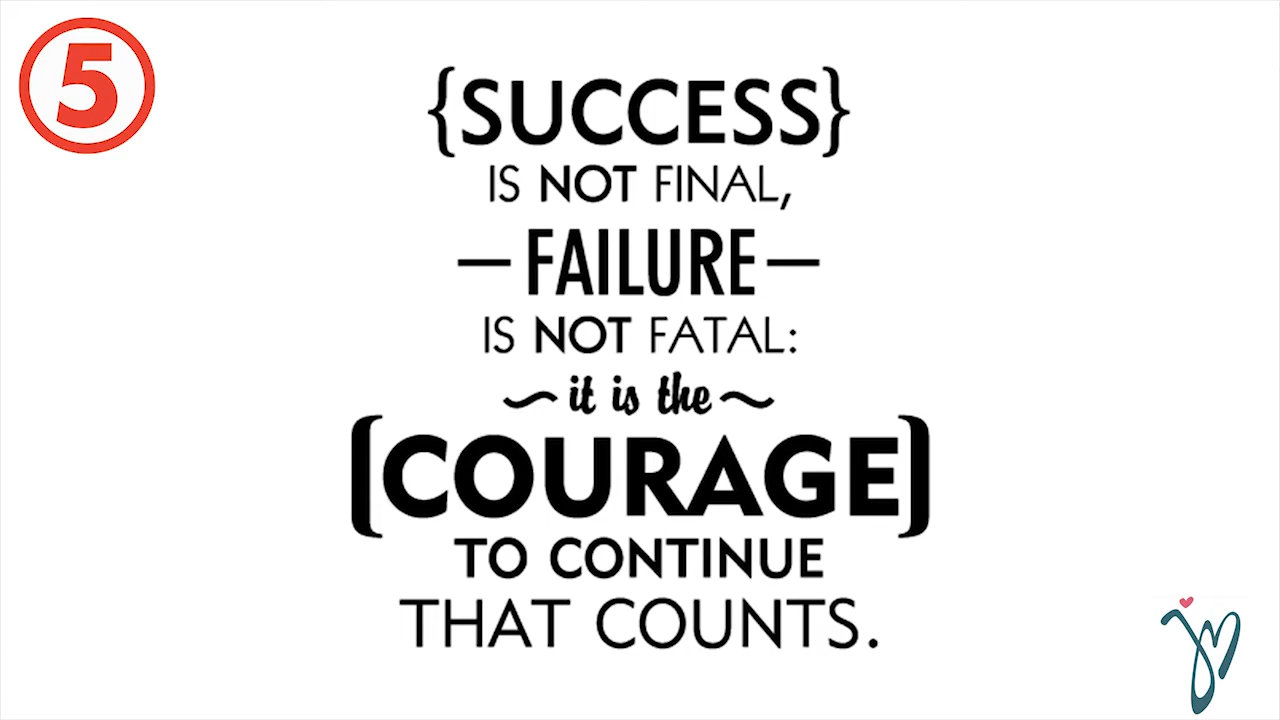 5
{SUCCESS}
IS NOT FINAL,
—FAILURE—
IS NOT FATAL:
~it is the~
[COURAGE]
TO CONTINUE
THAT COUNTS.